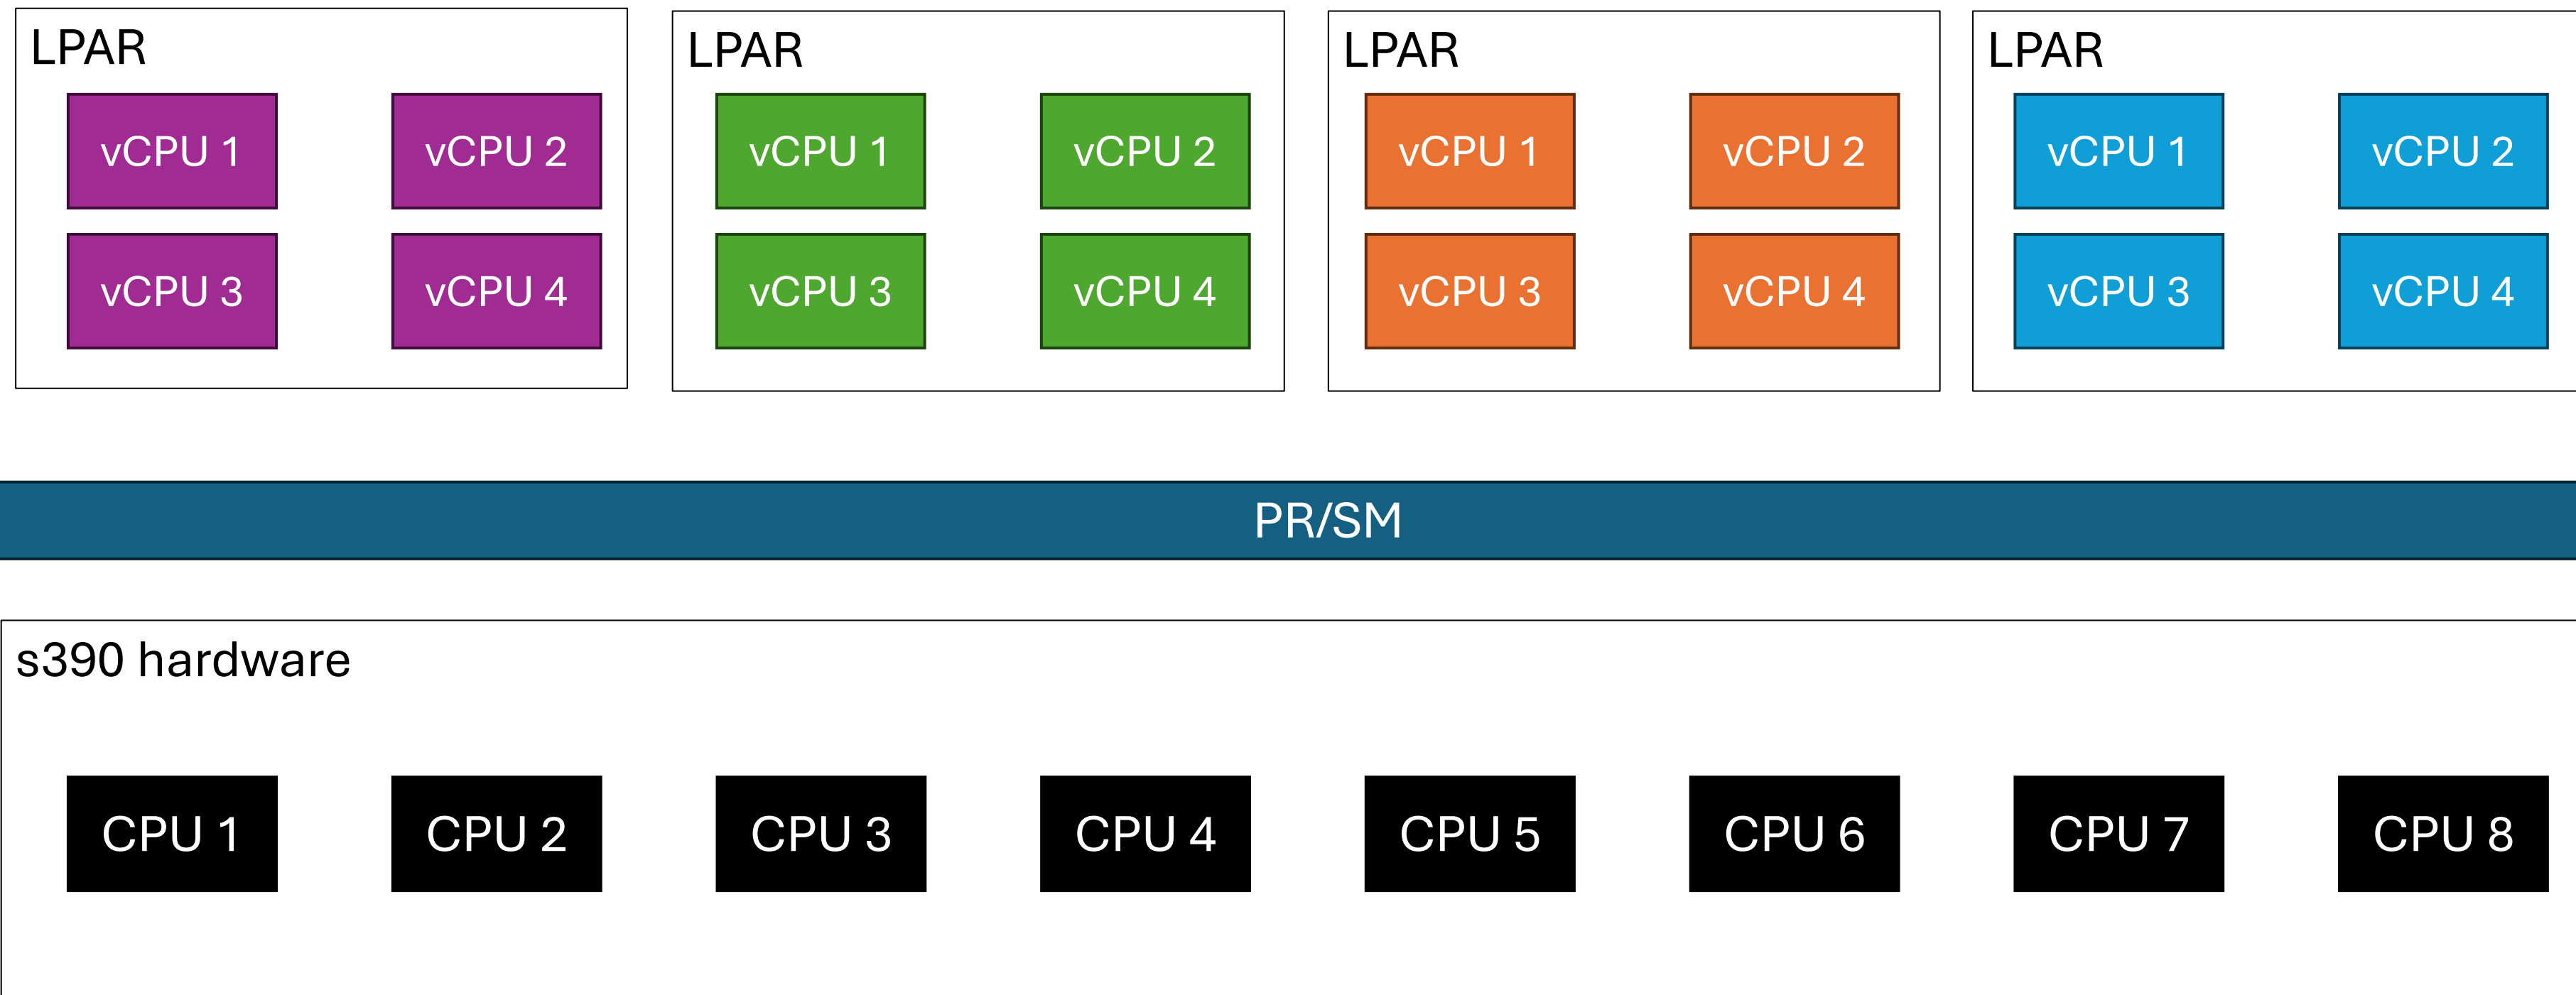 LPAR
vCPU 1
vCPU 2
vCPU 3
vCPU 4
LPAR
vCPU 1
vCPU 2
vCPU 3
vCPU 4
LPAR
vCPU 1
vCPU 2
vCPU 3
vCPU 4
LPAR
vCPU 1
vCPU 2
vCPU 3
vCPU 4
PR/SM
s390 hardware
CPU 1
CPU 2
CPU 3
CPU 4
CPU 5
CPU 6
CPU 7
CPU 8